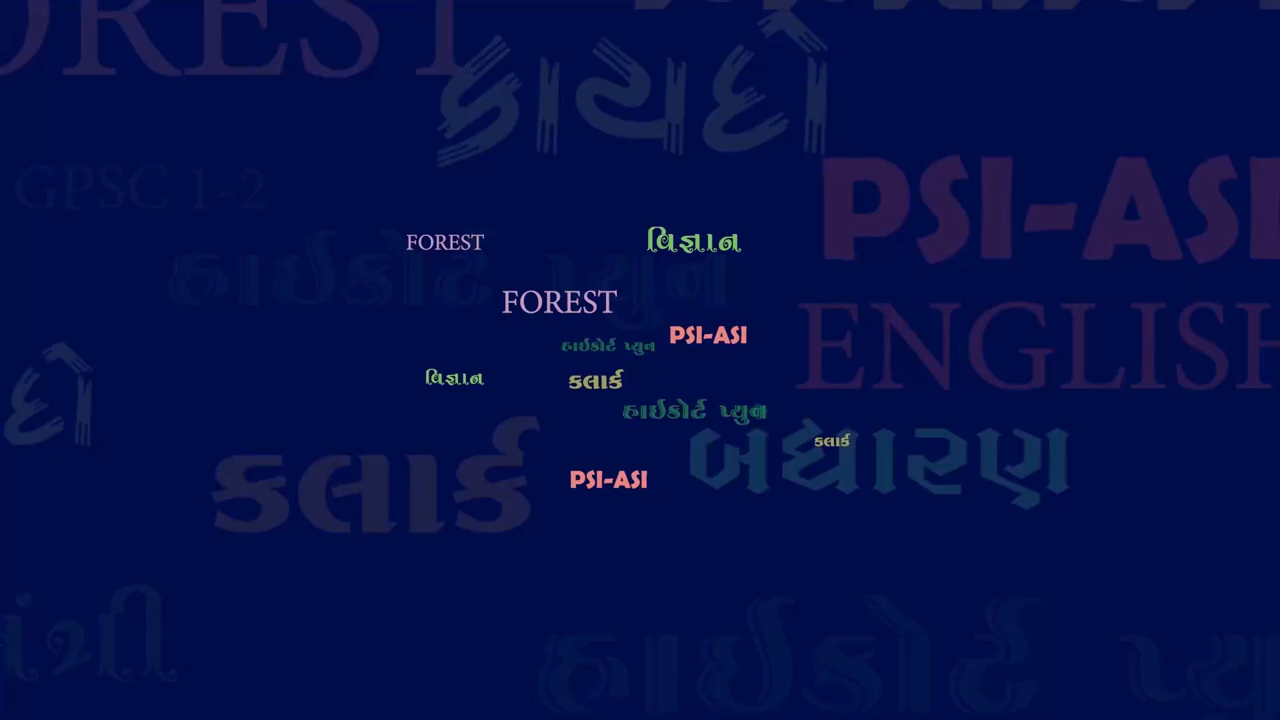 FOREST
કાયદો
GPSC 1-2
PSI-ASI
FOREST
વિજ્ઞાન
હાઈકોર્ટ પ્યુન
FOREST
ENGLISH
PSI-ASI
હાઈકોર્ટ પ્યુન
વિજ્ઞાન
કલાર્ક
હાઈકોર્ટ પ્યુન
કલાર્ક
બંધારણ
કલાર્ક
PSI-ASI
હાઈકોર્ટ